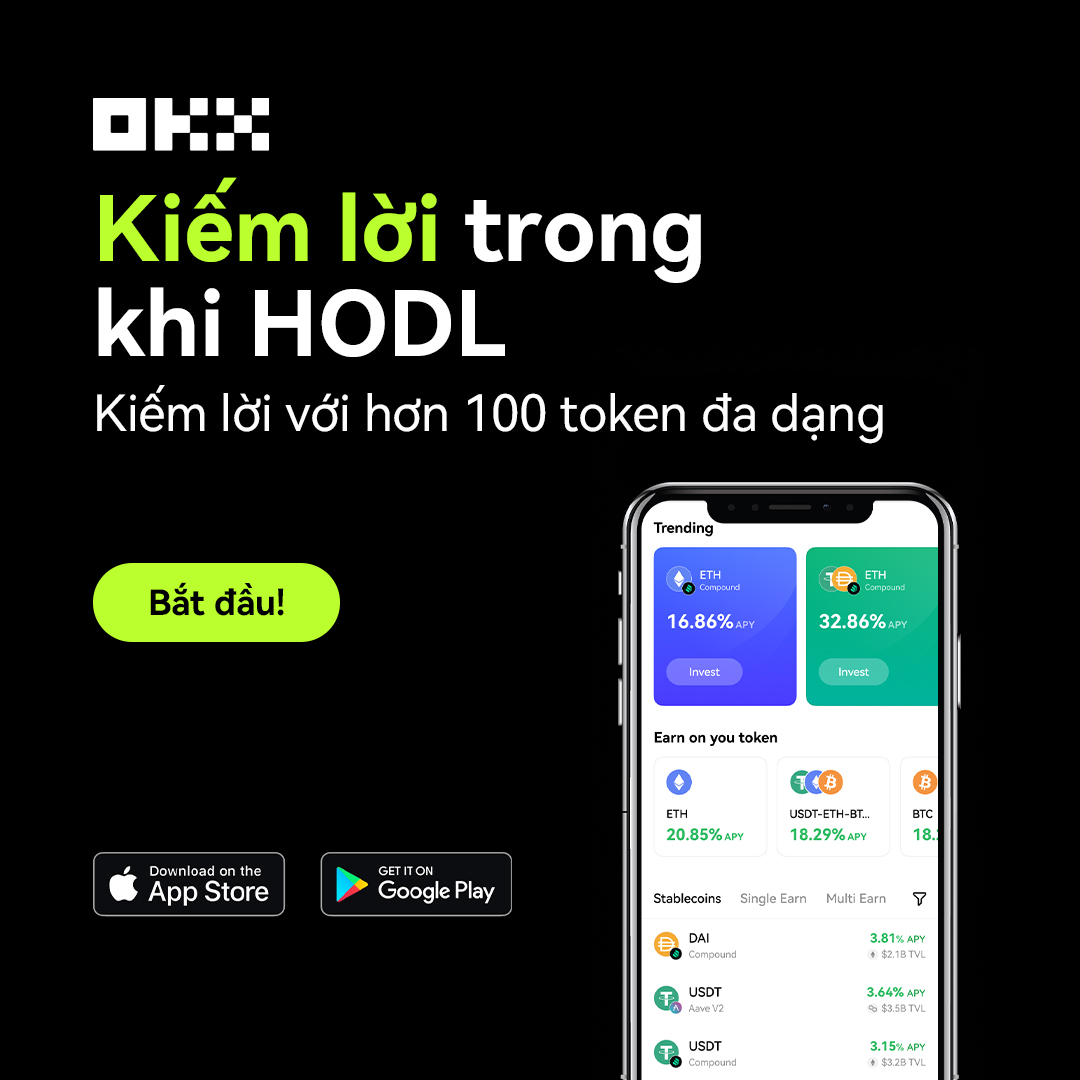 OKX
Kiếm lời trong
khi HODL
Kiếm lời với hơn 100 token đa dạng
Bắt đầu!
Download on the
App Store
GET IT ON
Google Play
Trending
ETH
Compound
16.86% APY
Invest
ETH
Compound
32.86% APY
Invest
Earn on you token
ETH
20.85% APY
USDT-ETH-BT...
18.29% APY
BTC
18.
Stablecoins Single Earn Multi Earn
DAI 3.81% APY
Compound $2.1B TVL
USDT 3.64% APY
Aave V2 $3.5B TVL
USDT 3.15% APY
Compound $3.2B TVL